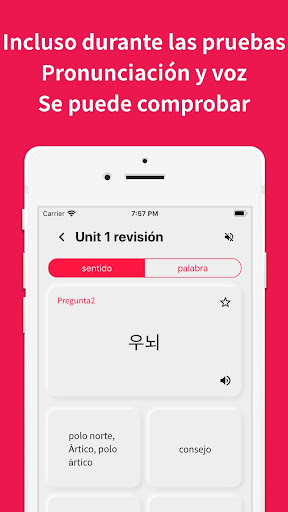 Incluso durante las pruebas
Pronunciación y voz
Se puede comprobar
Carrier 7:57 PM
Unit 1 revisión
sentido palabra
Pregunta2
우뇌
polo norte,
Ártico, polo
ártico
consejo